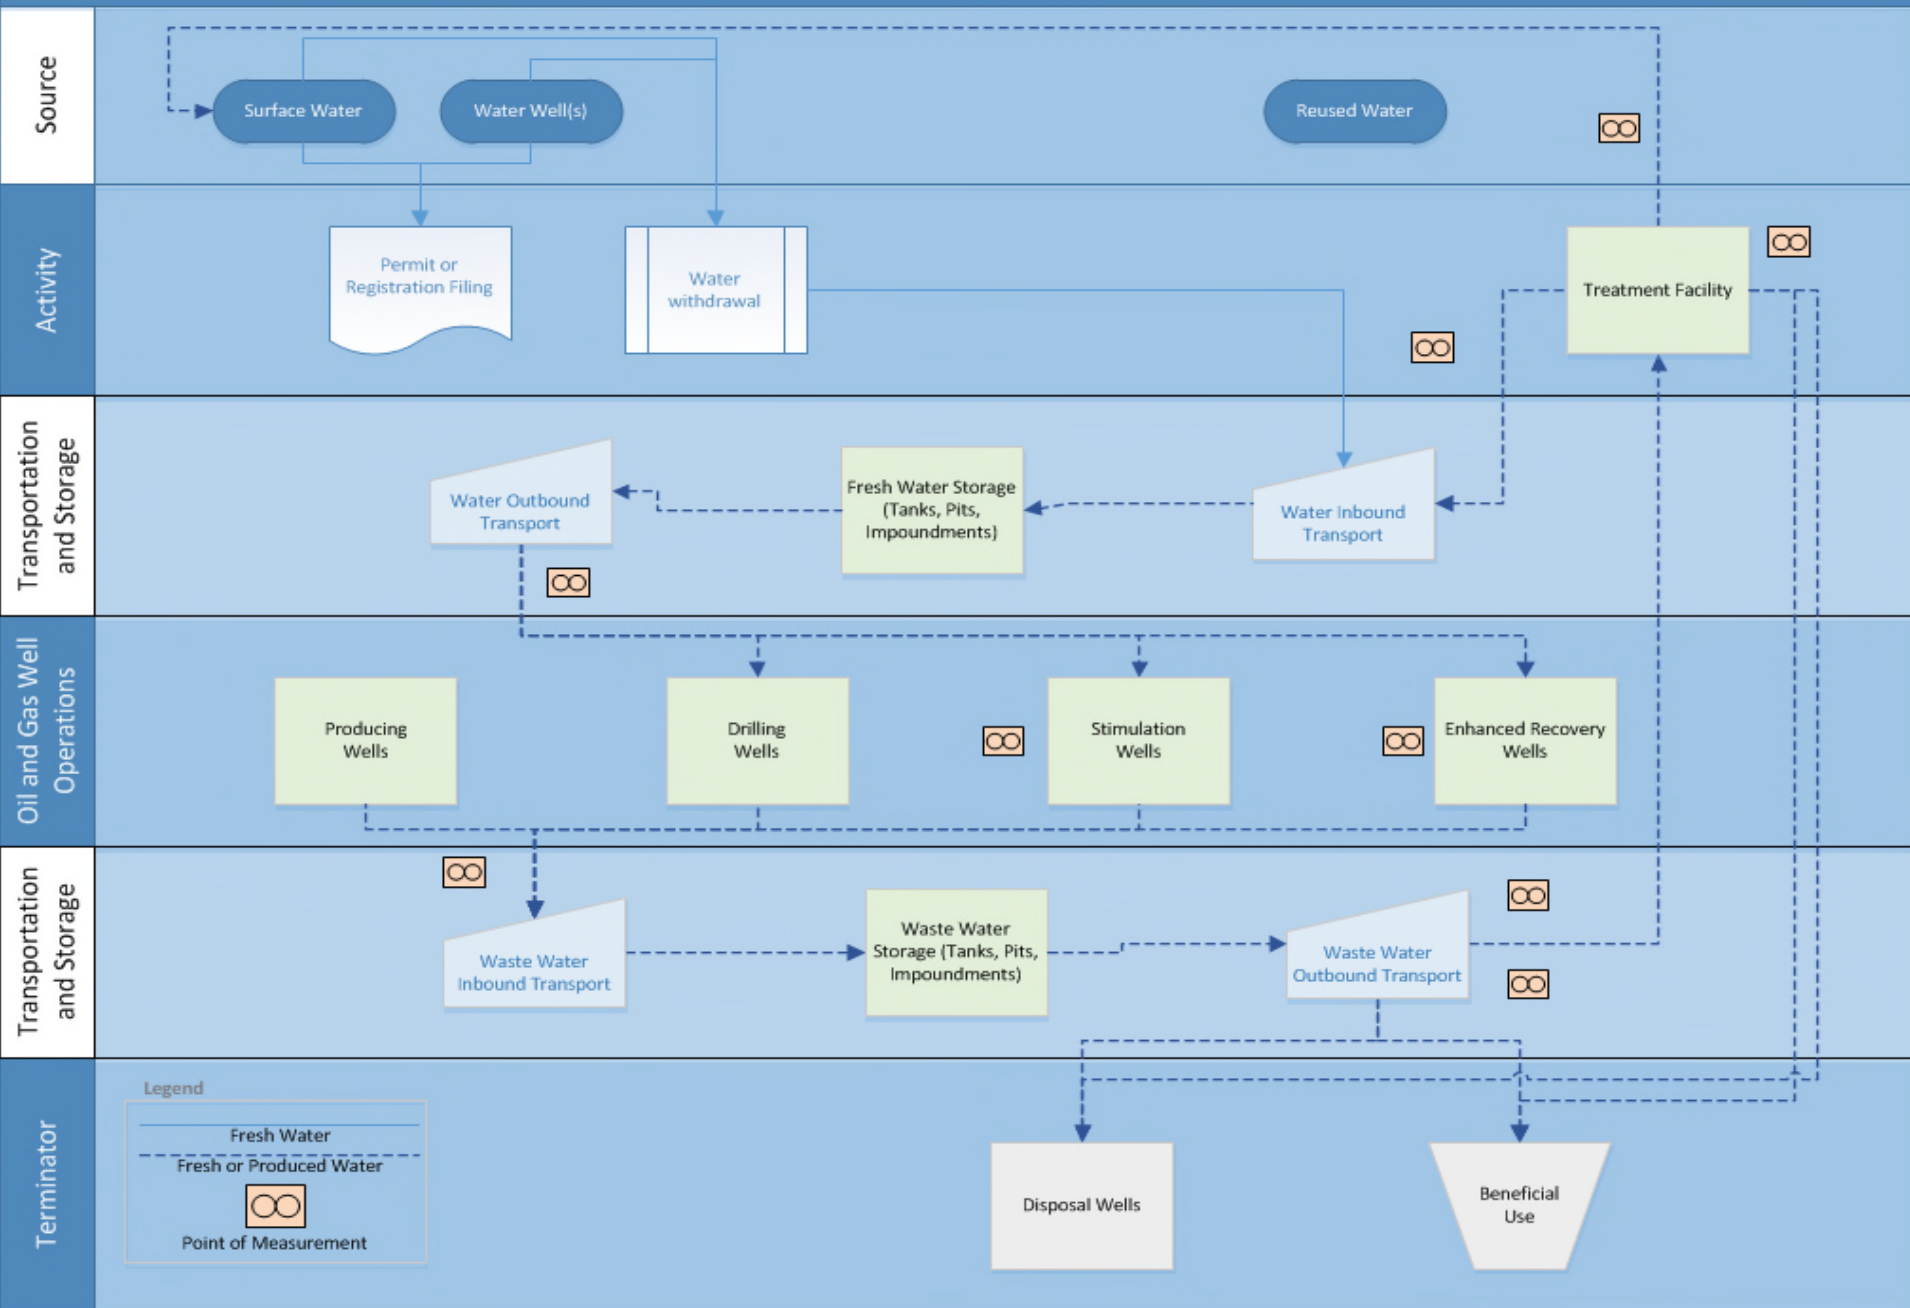 Source
Surface Water
Water Well(s)
Reused Water
Activity
Permit or
Registration Filing
Water
withdrawal
Treatment Facility
Transportation
and Storage
Water Outbound
Transport
Fresh Water Storage
(Tanks, Pits,
Impoundments)
Water Inbound
Transport
Oil and Gas Well
Operations
Producing
Wells
Drilling
Wells
Stimulation
Wells
Enhanced Recovery
Wells
Transportation
and Storage
Waste Water
Inbound Transport
Waste Water
Storage (Tanks, Pits,
Impoundments)
Waste Water
Outbound Transport
Terminator
Legend
Fresh Water
Fresh or Produced Water
Point of Measurement
Disposal Wells
Beneficial
Use